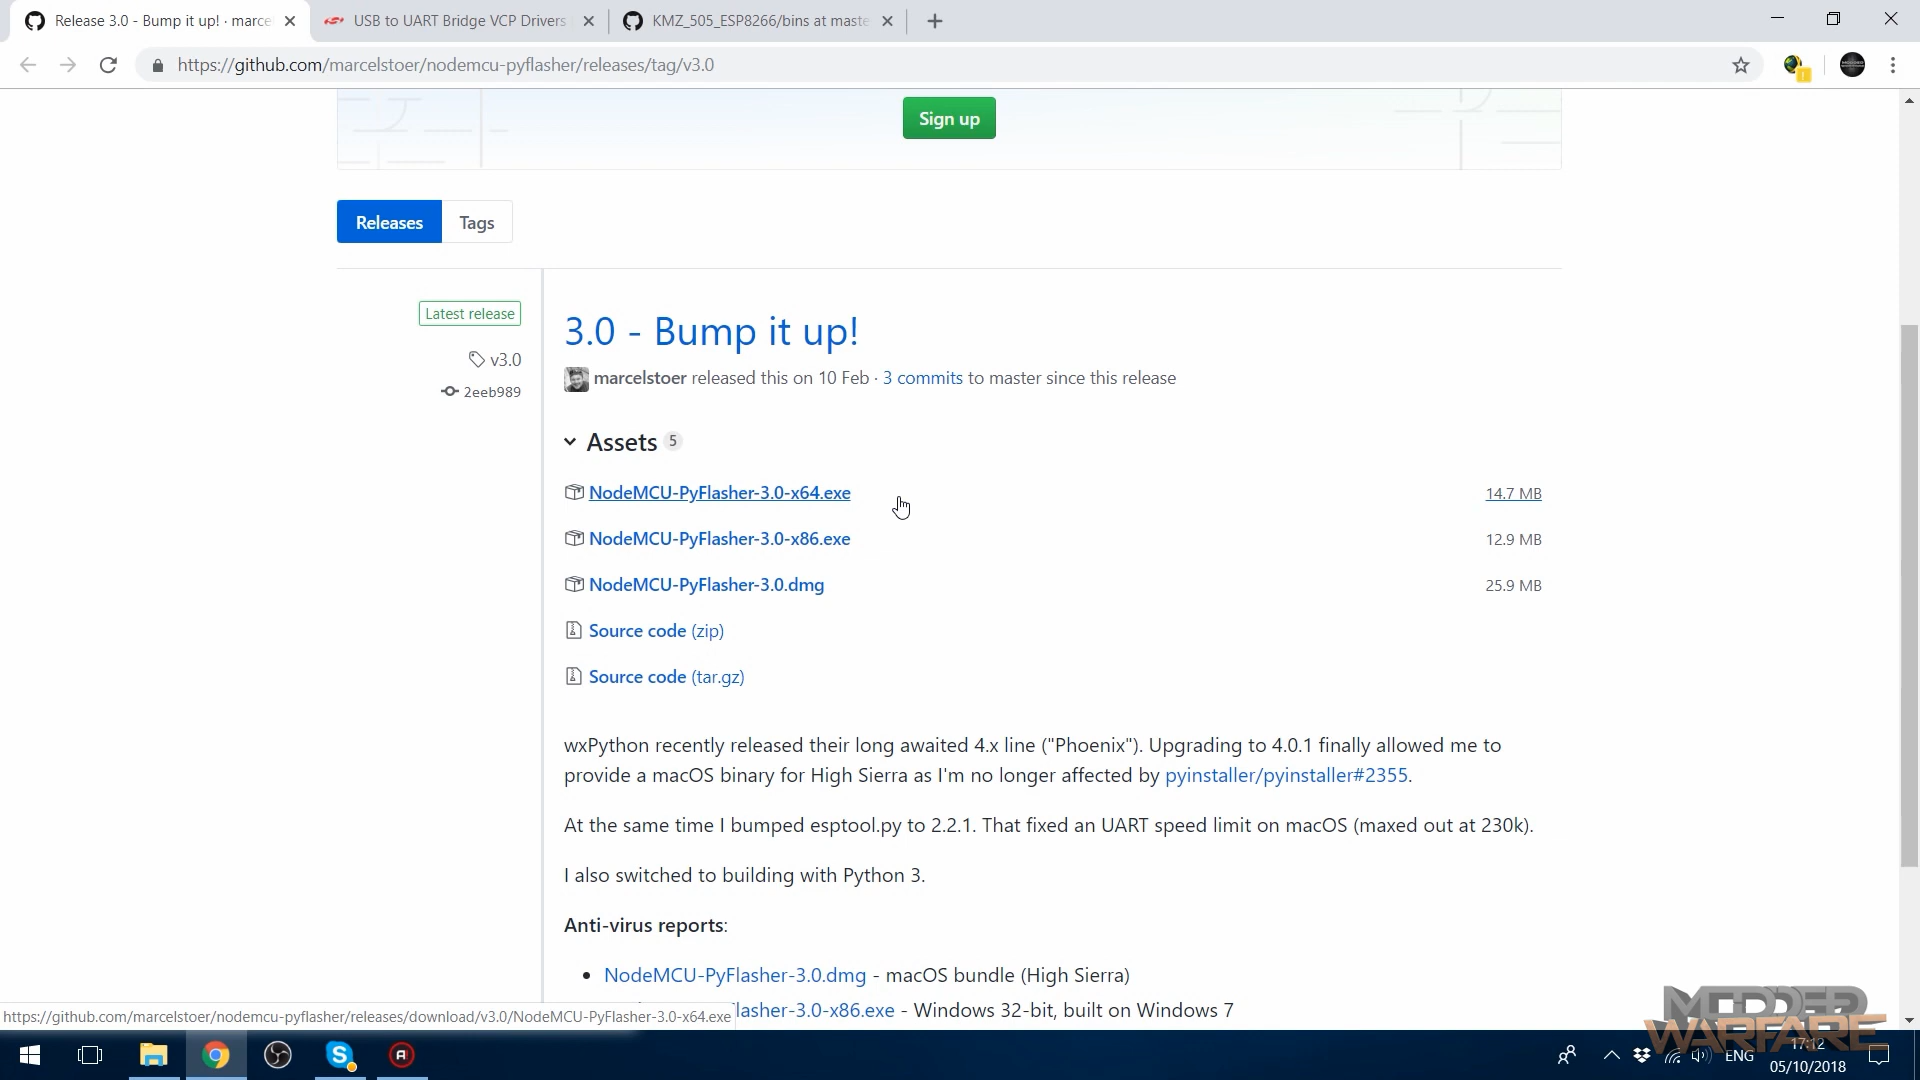 Release 3.0 - Bump it up! · marce
USB to UART Bridge VCP Drivers
KMZ_505_ESP8266/bins at maste
https://github.com/marcelstoer/nodemcu-pyflasher/releases/tag/v3.0
Sign up
Releases
Tags
Latest release
v3.0
2eeb989
3.0 - Bump it up!
marcelstoer released this on 10 Feb · 3 commits to master since this release
Assets 5
NodeMCU-PyFlasher-3.0-x64.exe 14.7 MB
NodeMCU-PyFlasher-3.0-x86.exe 12.9 MB
NodeMCU-PyFlasher-3.0.dmg 25.9 MB
Source code (zip)
Source code (tar.gz)
wxPython recently released their long awaited 4.x line ("Phoenix"). Upgrading to 4.0.1 finally allowed me to
provide a macOS binary for High Sierra as I'm no longer affected by pyinstaller/pyinstaller#2355.
At the same time I bumped esptool.py to 2.2.1. That fixed an UART speed limit on macOS (maxed out at 230k).
I also switched to building with Python 3.
Anti-virus reports:
• NodeMCU-PyFlasher-3.0.dmg - macOS bundle (High Sierra)
lasher-3.0-x86.exe - Windows 32-bit, built on Windows 7
https://github.com/marcelstoer/nodemcu-pyflasher/releases/download/v3.0/NodeMCU-PyFlasher-3.0-x64.exe
MODDED
WARFARE
ENG
17:12
05/10/2018